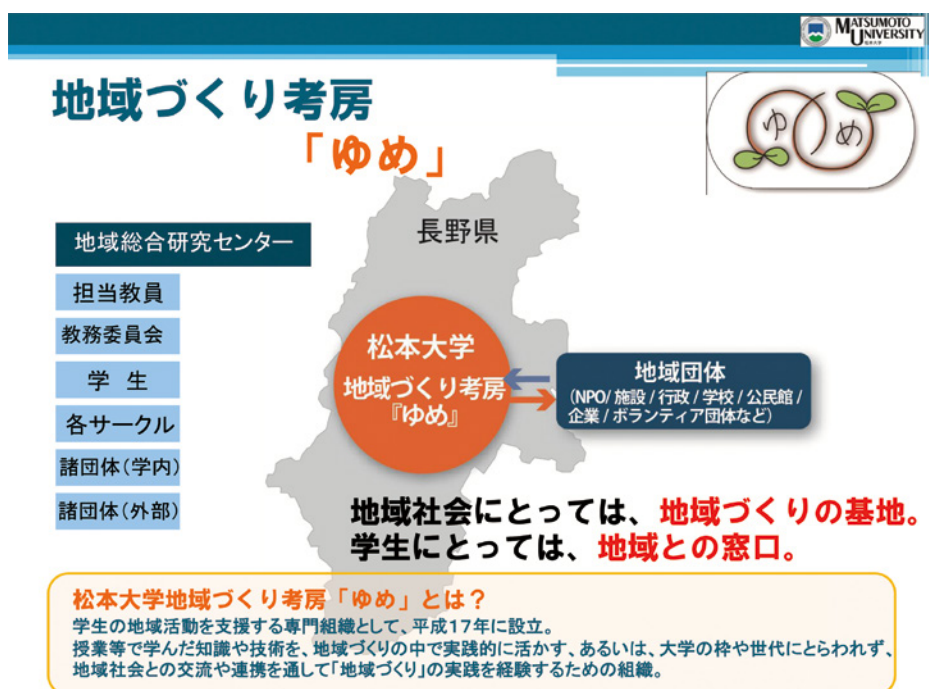 MATSUMOTO
UNIVERSITY
地域づくり考房
「ゆめ」
ゆめ
長野県
地域総合研究センター
担当教員
教務委員会
学 生
各サークル
諸団体(学内)
諸団体(外部)
松本大学
地域づくり考房
『ゆめ』
地域団体
(NPO/ 施設 / 行政 / 学校 / 公民館 /
企業 / ボランティア団体など)
地域社会にとっては、地域づくりの基地。
学生にとっては、地域との窓口。
松本大学地域づくり考房「ゆめ」とは?
学生の地域活動を支援する専門組織として、平成17年に設立。
授業等で学んだ知識や技術を、地域づくりの中で実践的に活かす、あるいは、大学の枠や世代にとらわれず、
地域社会との交流や連携を通して「地域づくり」の実践を経験するための組織。